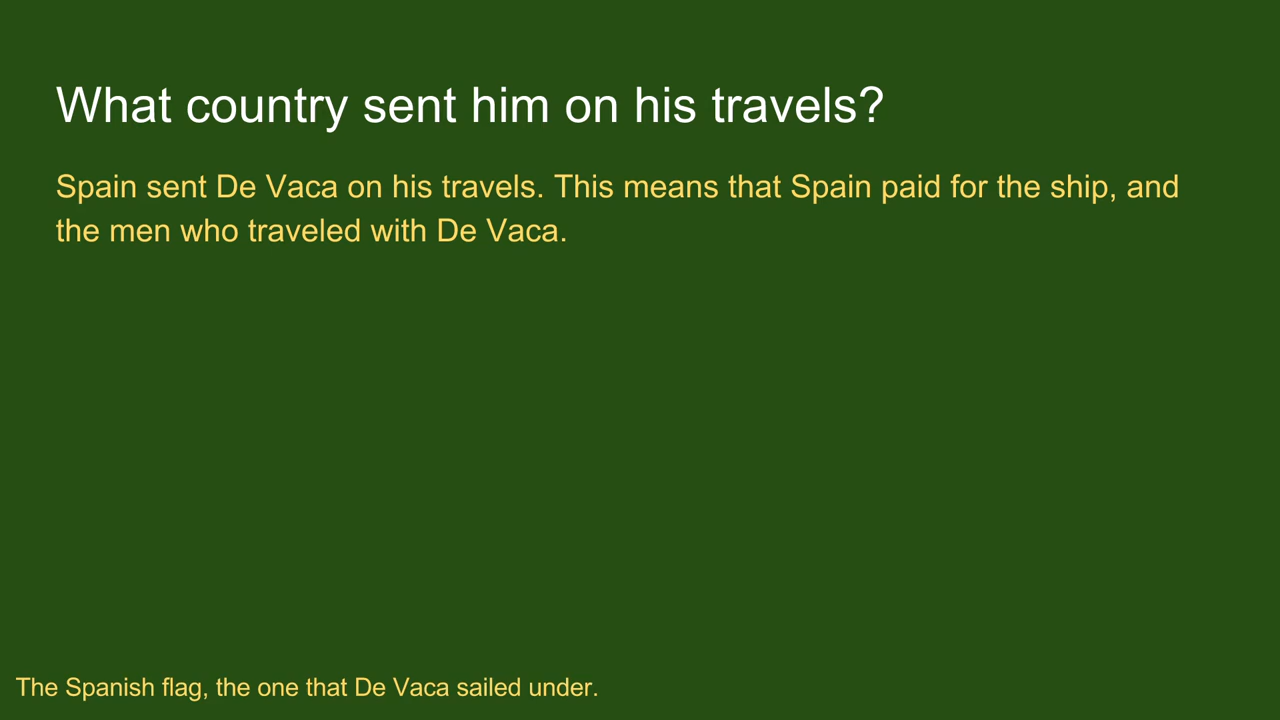 What country sent him on his travels?
Spain sent De Vaca on his travels. This means that Spain paid for the ship, and
the men who traveled with De Vaca.
The Spanish flag, the one that De Vaca sailed under.